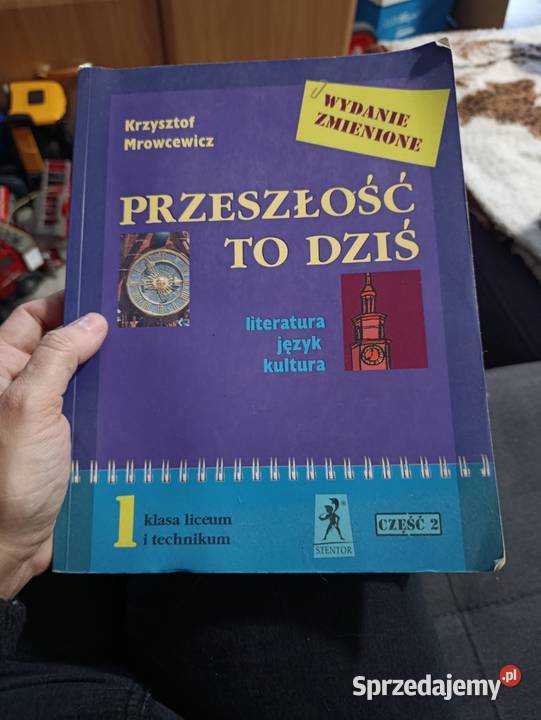 WYDANIE
ZMIENIONE
Krzysztof
Mrowcewicz
PRZESZŁOŚĆ
TO DZIŚ
literatura
język
kultura
1 klasa liceum
i technikum
STENTOR
CZĘŚĆ 2
Sprzedajemy.pl